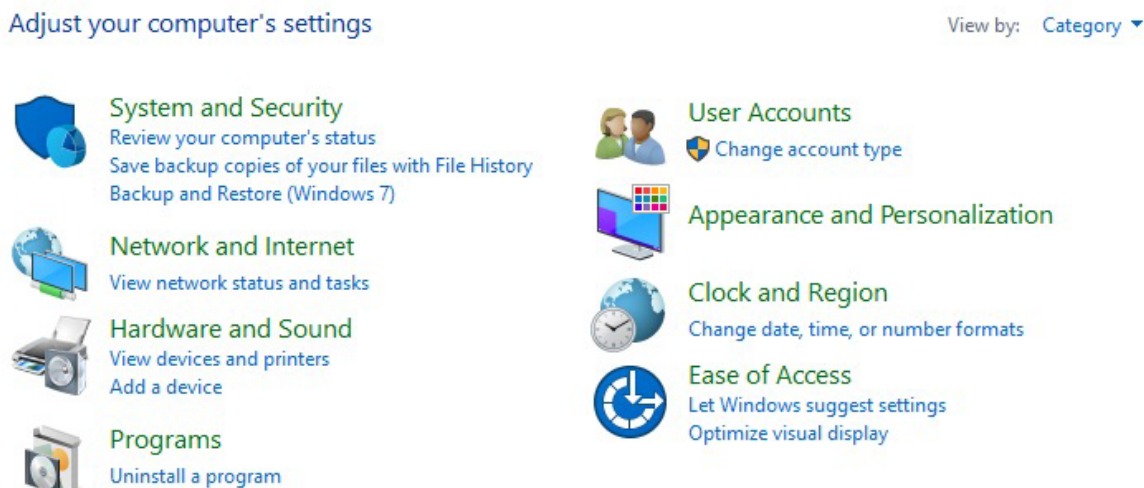 Adjust your computer's settings
View by: Category
System and Security
Review your computer's status
Save backup copies of your files with File History
Backup and Restore (Windows 7)
Network and Internet
View network status and tasks
Hardware and Sound
View devices and printers
Add a device
Programs
Uninstall a program
User Accounts
Change account type
Appearance and Personalization
Clock and Region
Change date, time, or number formats
Ease of Access
Let Windows suggest settings
Optimize visual display